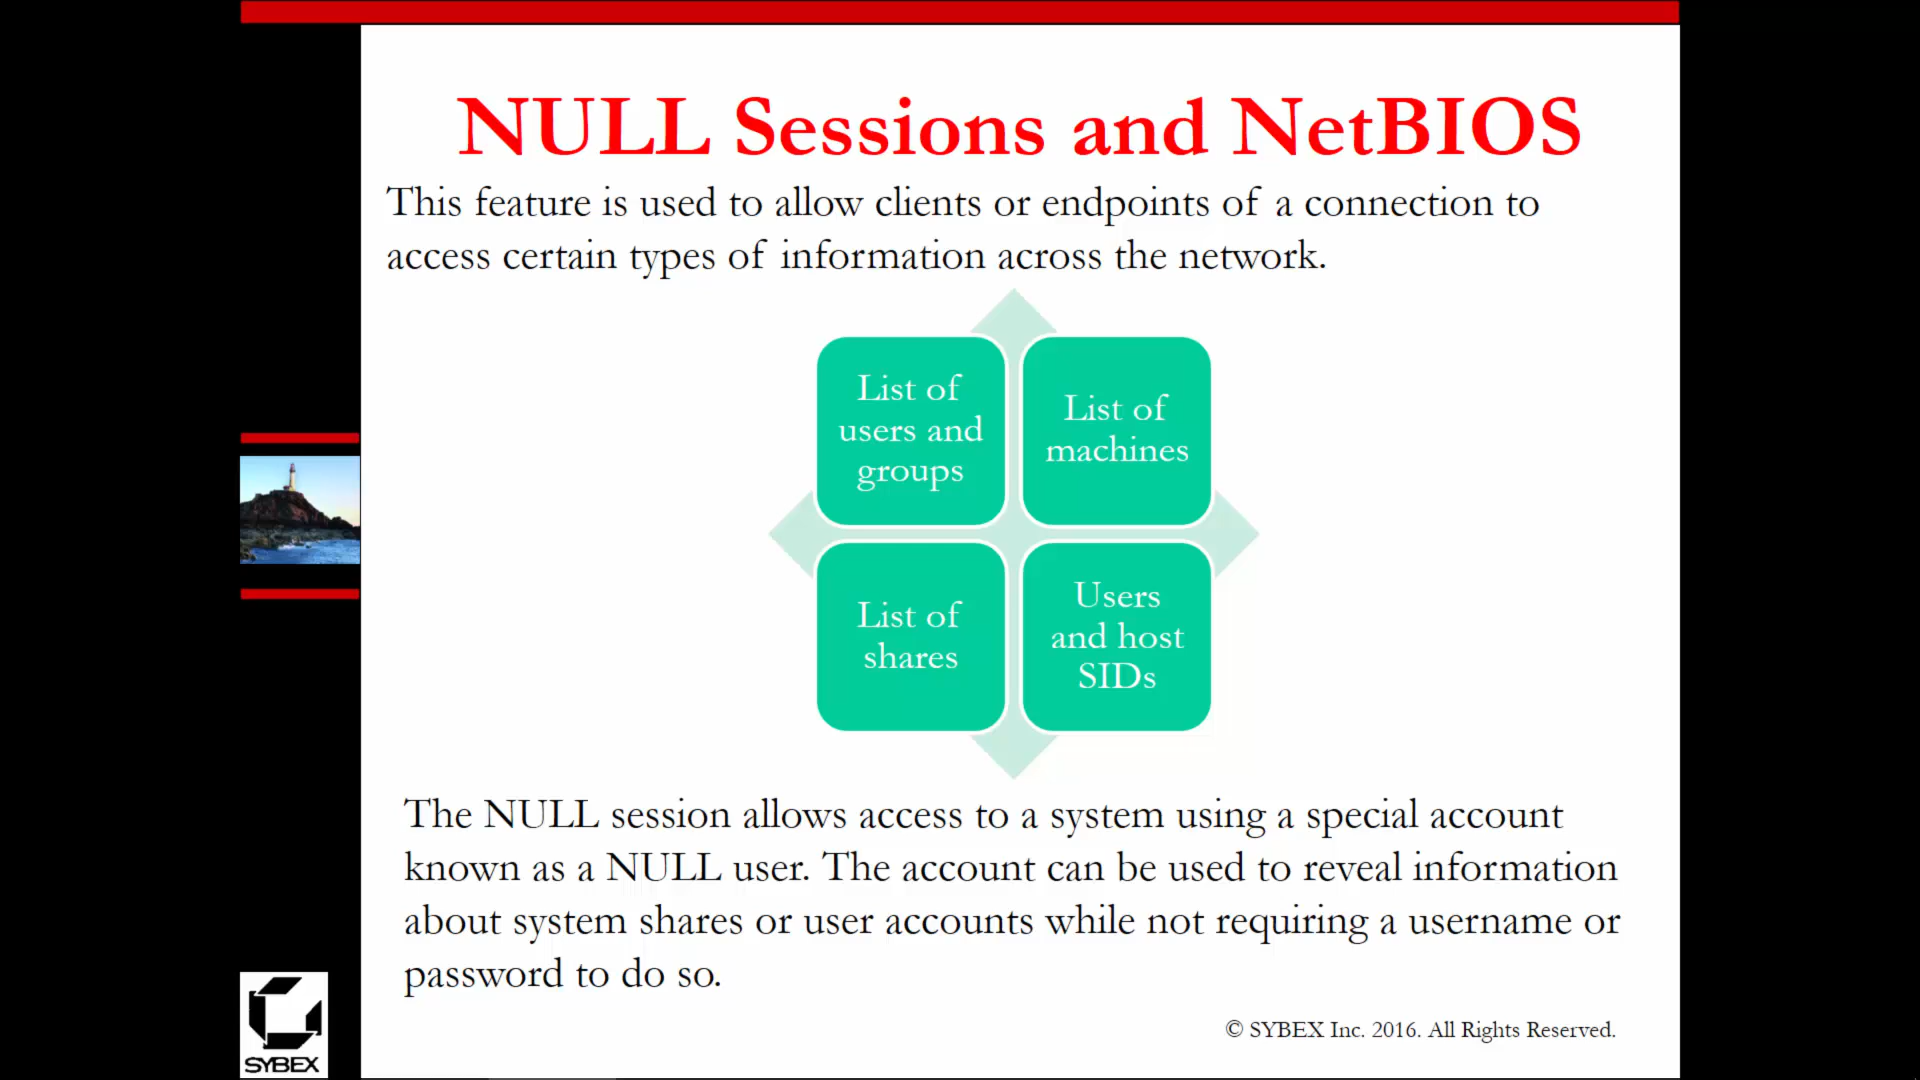 NULL Sessions and NetBIOS
This feature is used to allow clients or endpoints of a connection to
access certain types of information across the network.
List of
users and
groups
List of
machines
List of
shares
Users
and host
SIDs
The NULL session allows access to a system using a special account
known as a NULL user. The account can be used to reveal information
about system shares or user accounts while not requiring a username or
password to do so.
© SYBEX Inc. 2016. All Rights Reserved.
SYBEX